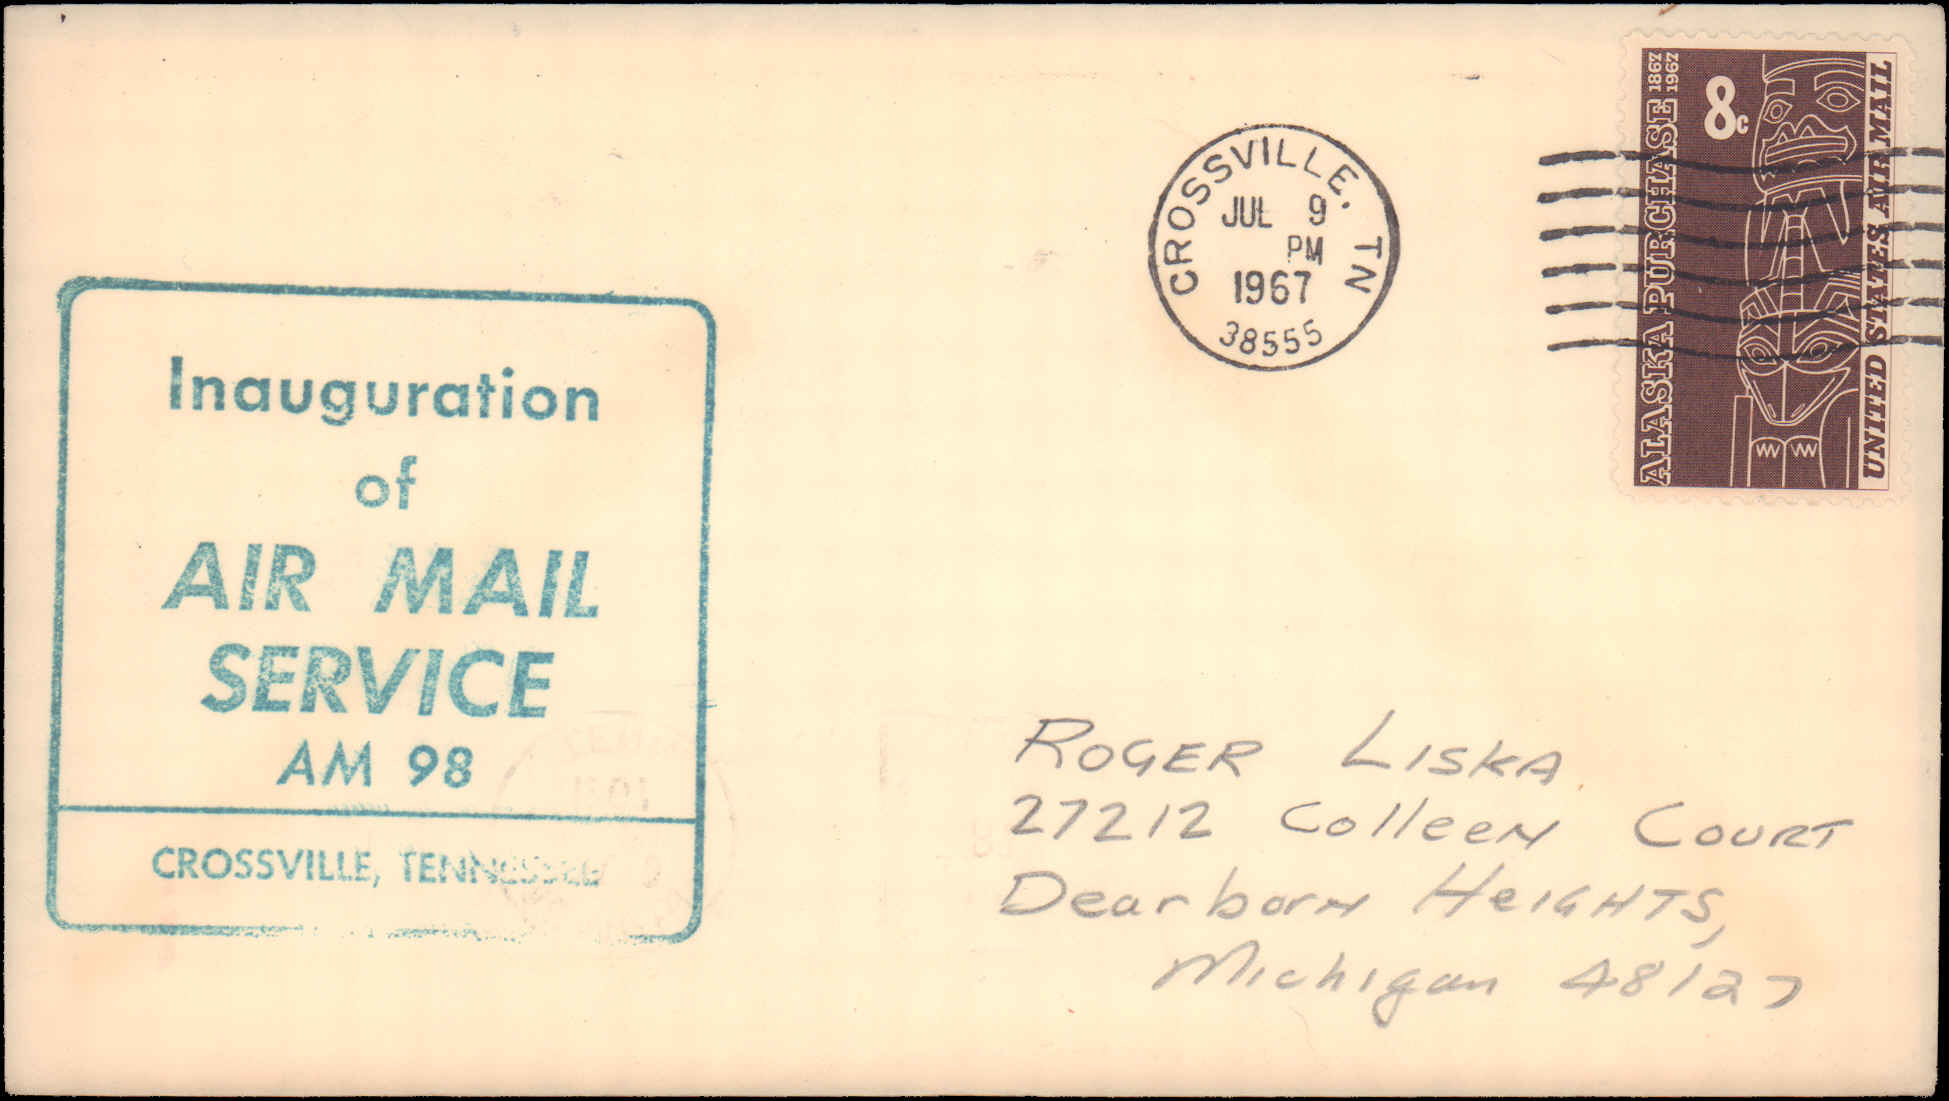 Inauguration
of
AIR MAIL
SERVICE
AM 98
CROSSVILLE, TENNESSEE
CROSSVILLE, TN
JUL 9
PM
1967
38555
ALASKA PURCHASE 1867 1967
8c
UNITED STATES AIR MAIL
ROGER LISKA
27212 Colleen COURT
Dearborn HeIGHTS,
Michigan 48127